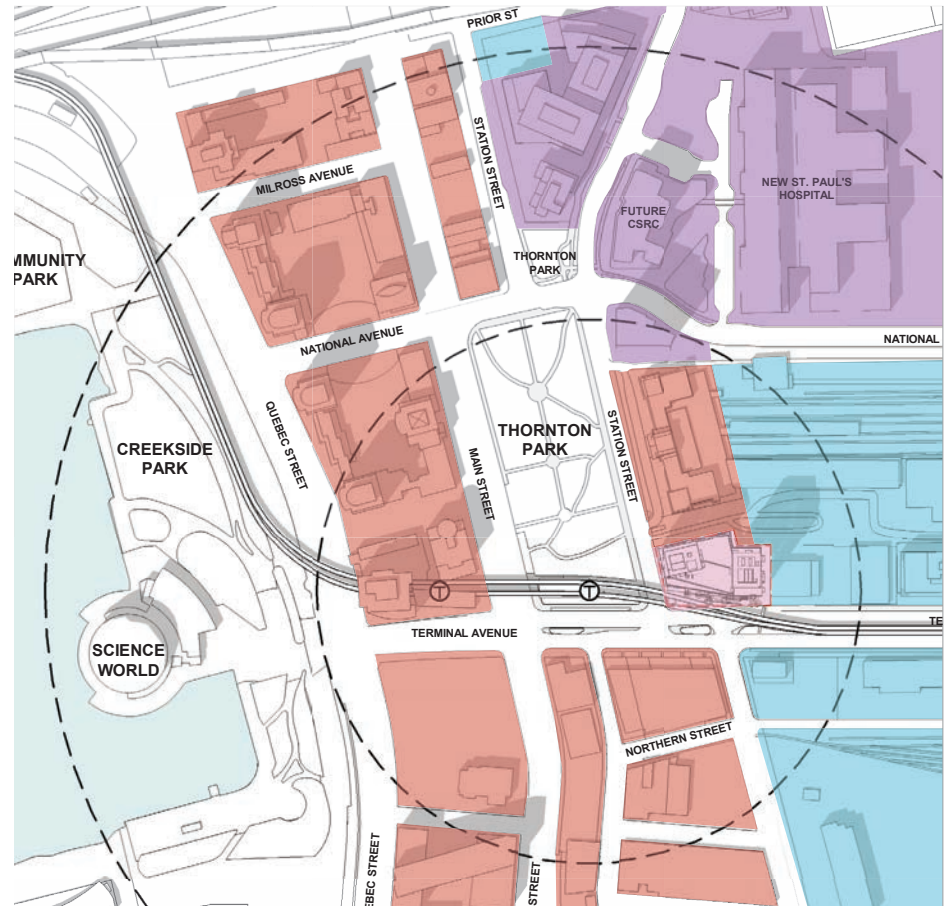 PRIOR ST
STATION STREET
MILROSS AVENUE
NEW ST. PAUL'S
HOSPITAL
FUTURE
CSRC
MMUNITY
PARK
THORNTON
PARK
NATIONAL AVENUE
NATIONAL
QUEBEC STREET
CREEKSIDE
PARK
MAIN STREET
THORNTON
PARK
STATION STREET
T
T
TE
TERMINAL AVENUE
SCIENCE
WORLD
NORTHERN STREET
EBEC STREET
STREET